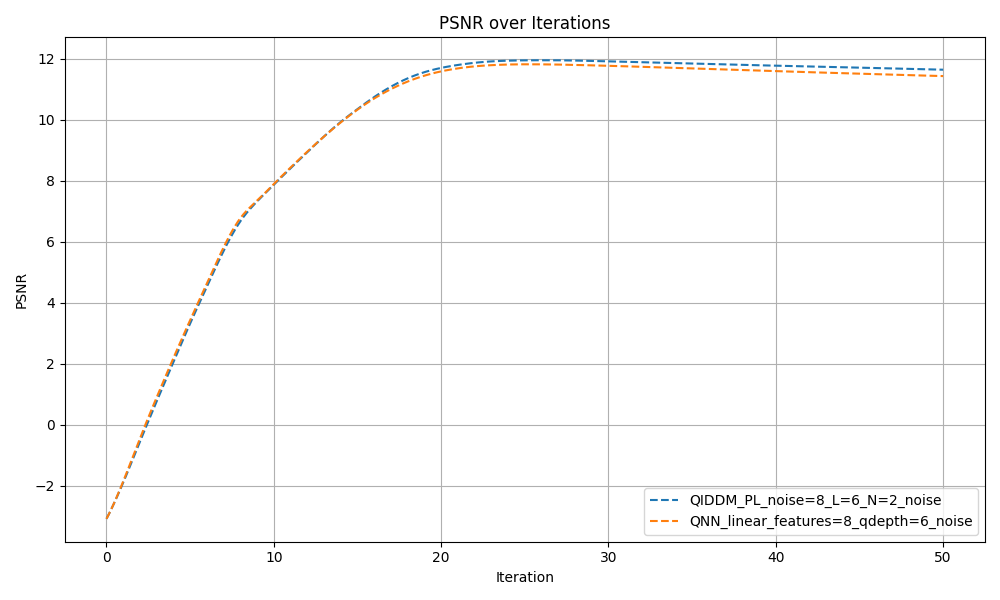 PSNR over Iterations
PSNR
12
10
8
6
4
2
0
−2
0 10 20 30 40 50
Iteration
QIDDM_PL_noise=8_L=6_N=2_noise
QNN_linear_features=8_qdepth=6_noise